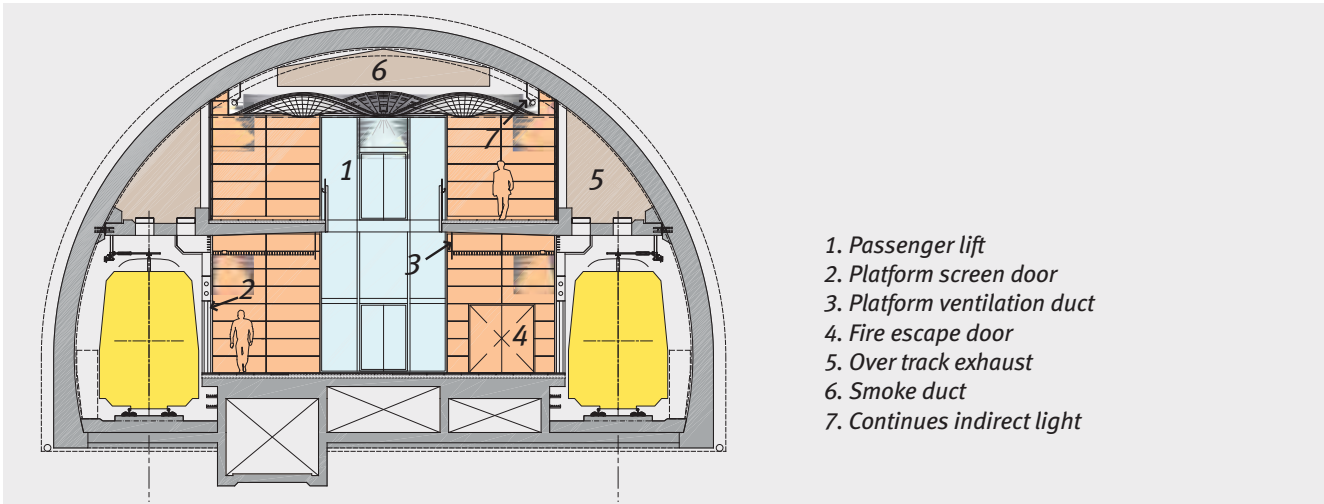 6
7
1
5
3
2
4
1. Passenger lift
2. Platform screen door
3. Platform ventilation duct
4. Fire escape door
5. Over track exhaust
6. Smoke duct
7. Continues indirect light